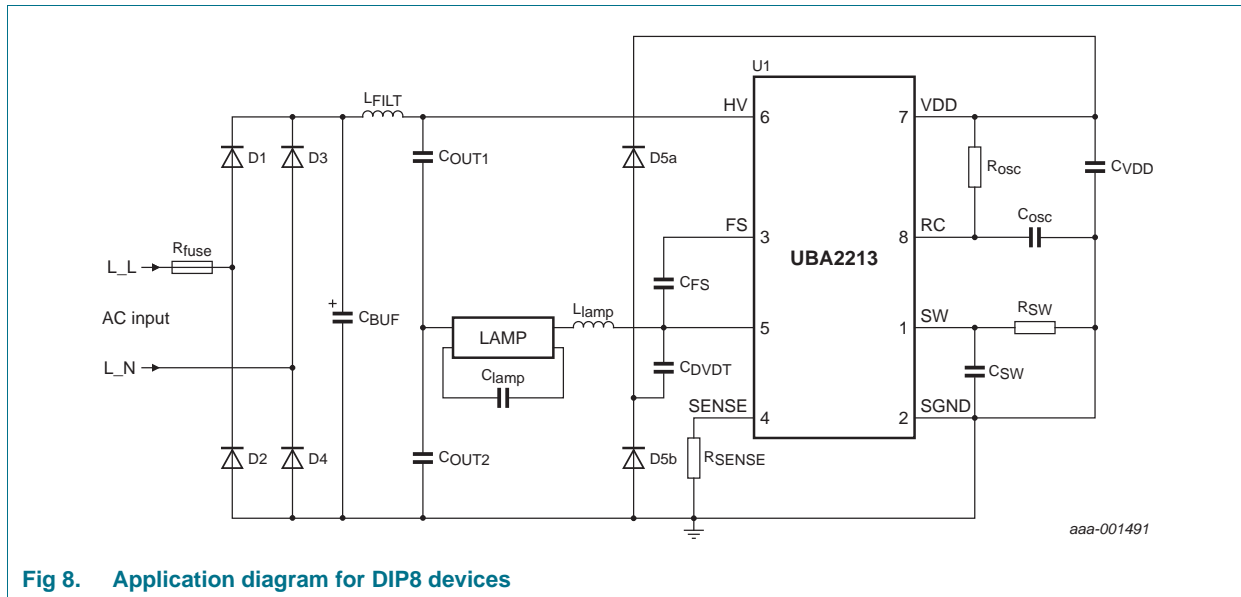 U1
LFILT
HV
6
7
VDD
D1
D3
COUT1
D5a
Rosc
CVDD
Cosc
FS
3
8
RC
UBA2213
Rfuse
L_L
CFS
AC input
+
CBUF
LAMP
Llamp
5
1
SW
RSW
Clamp
CDVDT
CSW
L_N
SENSE
4
2
SGND
D2
D4
COUT2
D5b
RSENSE
aaa-001491
Fig 8. Application diagram for DIP8 devices